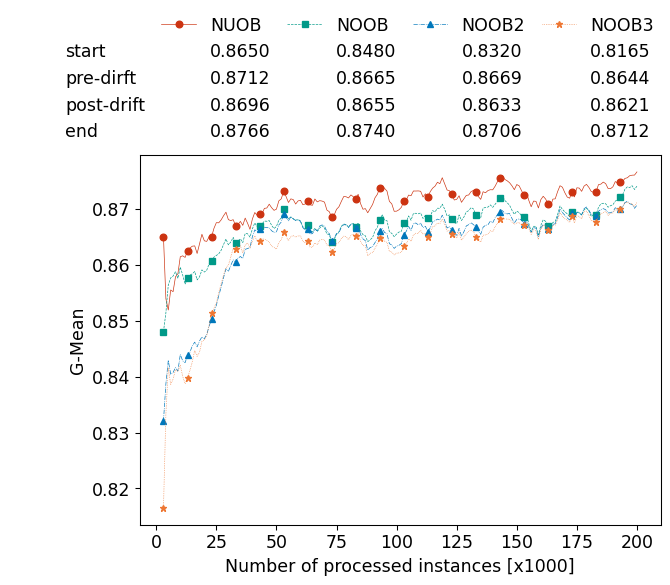 NUOB NOOB NOOB2 NOOB3
start 0.8650 0.8480 0.8320 0.8165
pre-dirft 0.8712 0.8665 0.8669 0.8644
post-drift 0.8696 0.8655 0.8633 0.8621
end 0.8766 0.8740 0.8706 0.8712
0.87
0.86
0.85
0.84
0.83
0.82
G-Mean
0 25 50 75 100 125 150 175 200
Number of processed instances [x1000]